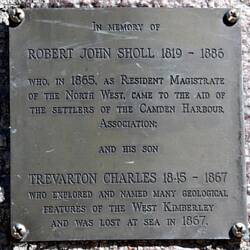 In memory of
Robert John Sholl 1819 - 1886
who, in 1865, as Resident Magistrate
of the North West, came to the aid of
the settlers of the Camden Harbour
Association;
and his son
Trevarton Charles 1845 - 1867
who explored and named many geological
features of the West Kimberley
and was lost at sea in 1867.